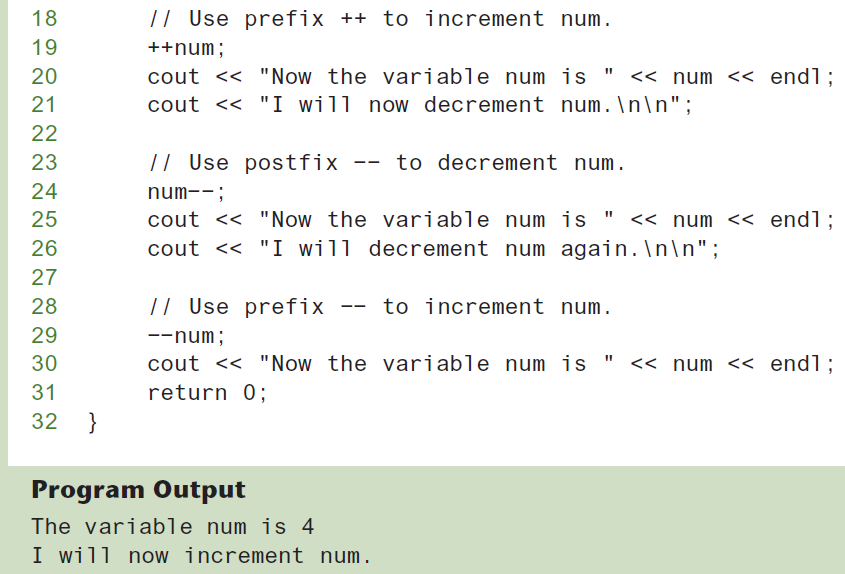 18 // Use prefix ++ to increment num.
19 ++num;
20 cout << "Now the variable num is " << num << endl;
21 cout << "I will now decrement num.\n\n";
22
23 // Use postfix -- to decrement num.
24 num--;
25 cout << "Now the variable num is " << num << endl;
26 cout << "I will decrement num again.\n\n";
27
28 // Use prefix -- to increment num.
29 --num;
30 cout << "Now the variable num is " << num << endl;
31 return 0;
32 }
Program Output
The variable num is 4
I will now increment num.